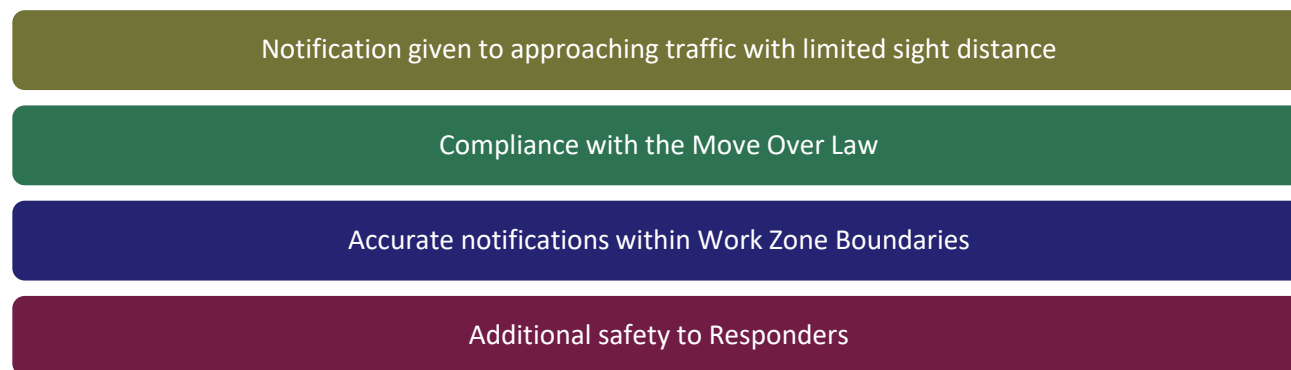 Notification given to approaching traffic with limited sight distance
Compliance with the Move Over Law
Accurate notifications within Work Zone Boundaries
Additional safety to Responders